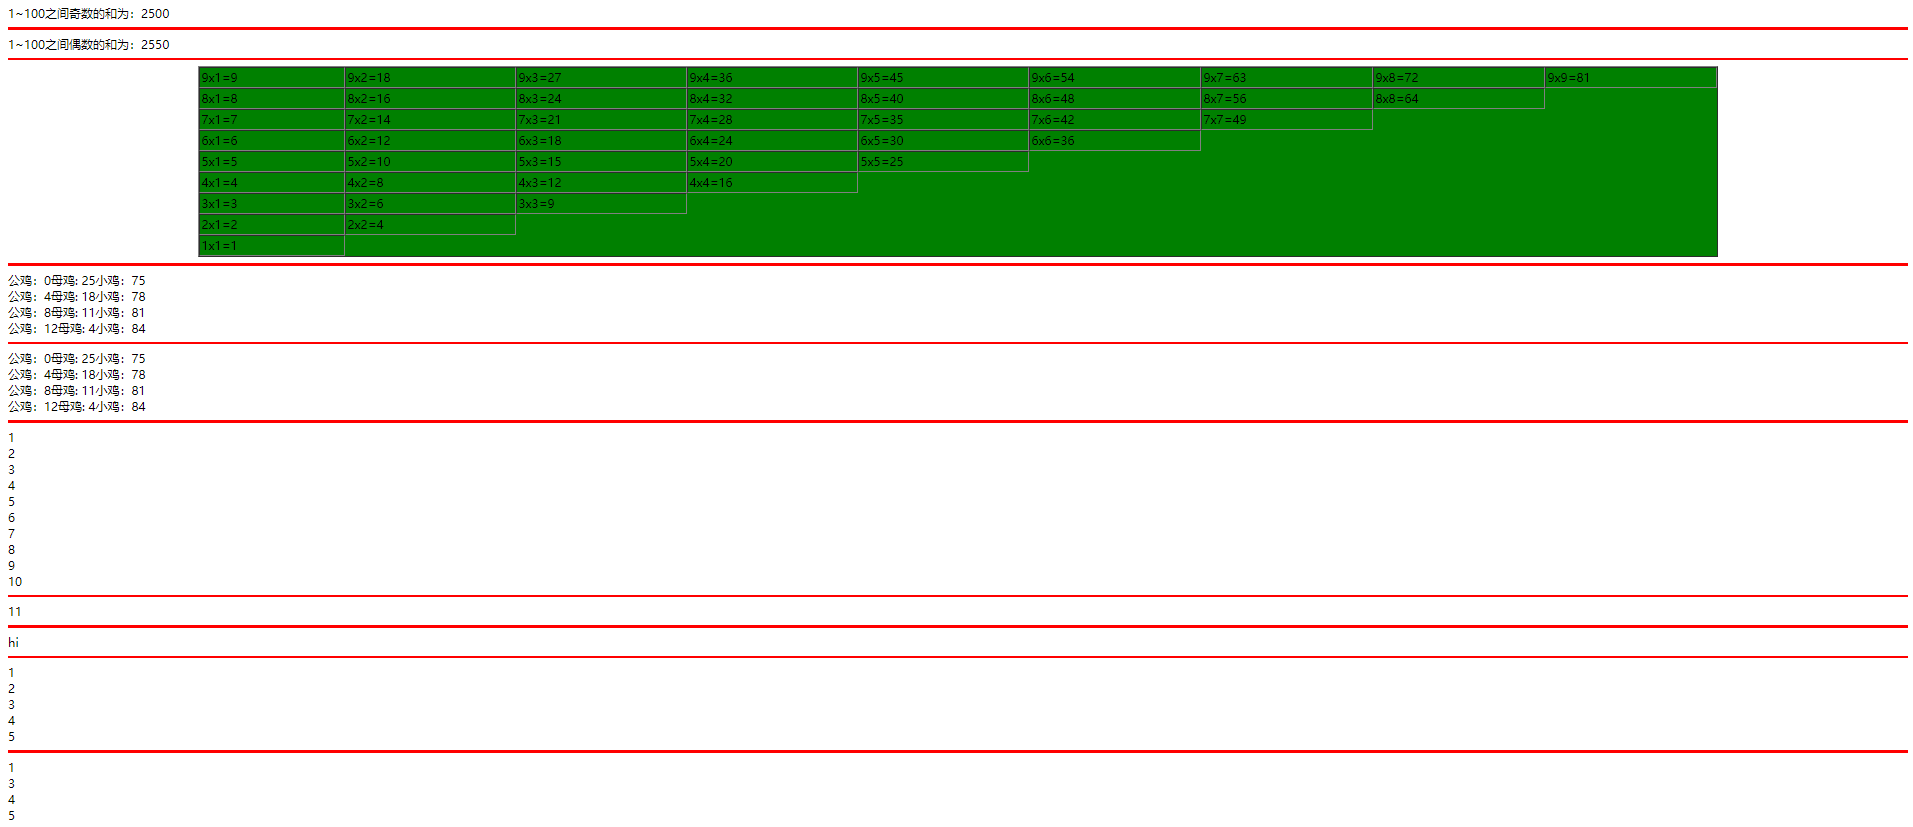 1~100之间奇数的和为：2500
1~100之间偶数的和为：2550
9x1=9 9x2=18 9x3=27 9x4=36 9x5=45 9x6=54 9x7=63 9x8=72 9x9=81
8x1=8 8x2=16 8x3=24 8x4=32 8x5=40 8x6=48 8x7=56 8x8=64
7x1=7 7x2=14 7x3=21 7x4=28 7x5=35 7x6=42 7x7=49
6x1=6 6x2=12 6x3=18 6x4=24 6x5=30 6x6=36
5x1=5 5x2=10 5x3=15 5x4=20 5x5=25
4x1=4 4x2=8 4x3=12 4x4=16
3x1=3 3x2=6 3x3=9
2x1=2 2x2=4
1x1=1
公鸡：0母鸡: 25小鸡：75
公鸡：4母鸡: 18小鸡：78
公鸡：8母鸡: 11小鸡：81
公鸡：12母鸡: 4小鸡：84
公鸡：0母鸡: 25小鸡：75
公鸡：4母鸡: 18小鸡：78
公鸡：8母鸡: 11小鸡：81
公鸡：12母鸡: 4小鸡：84
1
2
3
4
5
6
7
8
9
10
11
hi
1
2
3
4
5
1
3
4
5